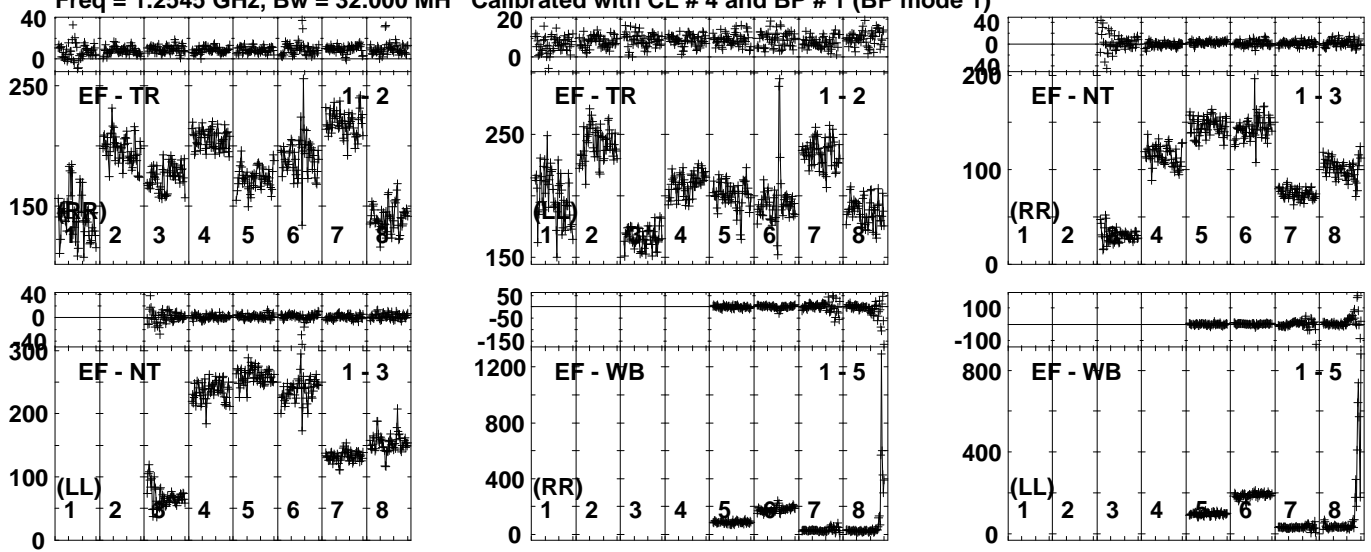 Freq = 1.2545 GHz, Bw = 32.000 MH Calibrated with CL # 4 and BP # 1 (BP mode 1)
40
0
250
150
EF - TR 1 - 2
(RR)
1 2 3 4 5 6 7 8
20
0
250
150
EF - TR 1 - 2
(LL)
1 2 3 4 5 6 7 8
40
0
-40
200
100
0
EF - NT 1 - 3
(RR)
1 2 3 4 5 6 7 8
40
0
-40
300
200
100
0
EF - NT 1 - 3
(LL)
1 2 3 4 5 6 7 8
50
-50
-150
1200
800
400
0
EF - WB 1 - 5
(RR)
1 2 3 4 5 6 7 8
100
-100
800
400
0
EF - WB 1 - 5
(LL)
1 2 3 4 5 6 7 8